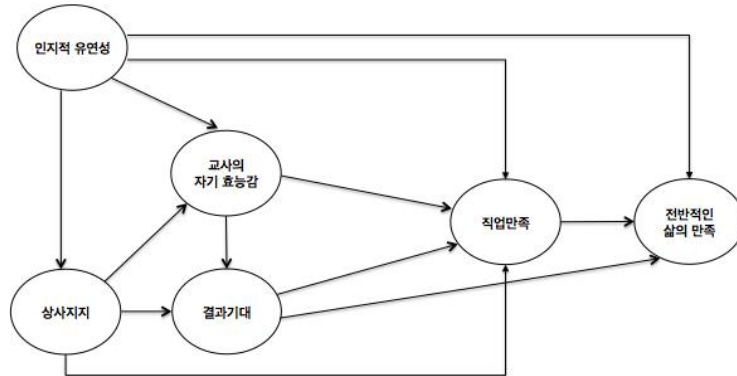 인지적 유연성
교사의
자기 효능감
직업만족
전반적인
삶의 만족
상사지지
결과기대